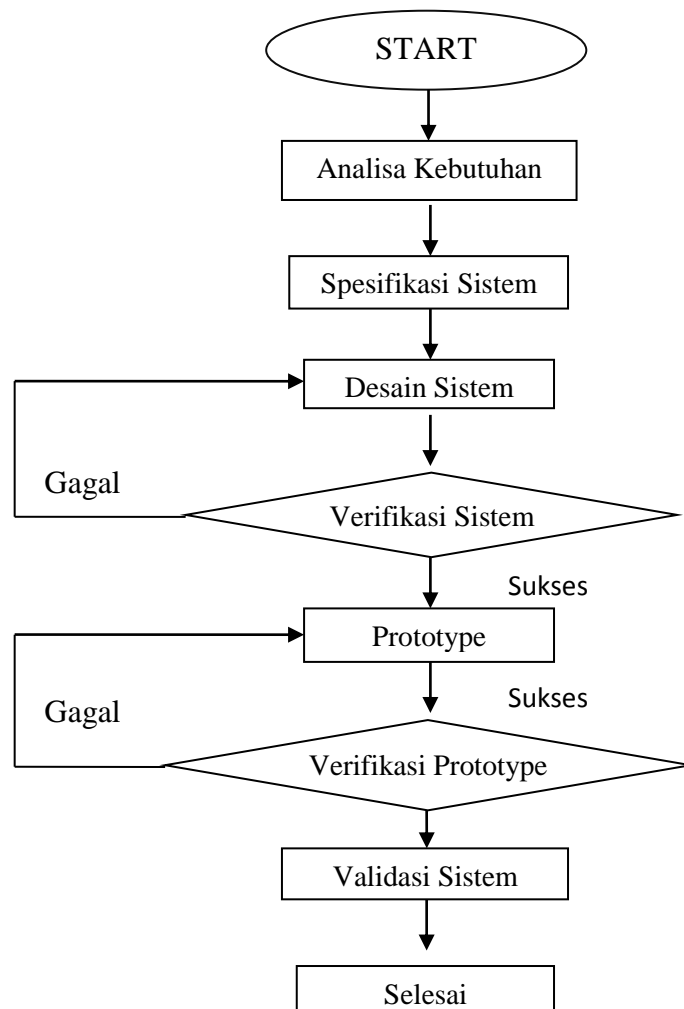 START
Analisa Kebutuhan
Spesifikasi Sistem
Desain Sistem
Gagal
Verifikasi Sistem
Sukses
Prototype
Sukses
Gagal
Verifikasi Prototype
Validasi Sistem
Selesai